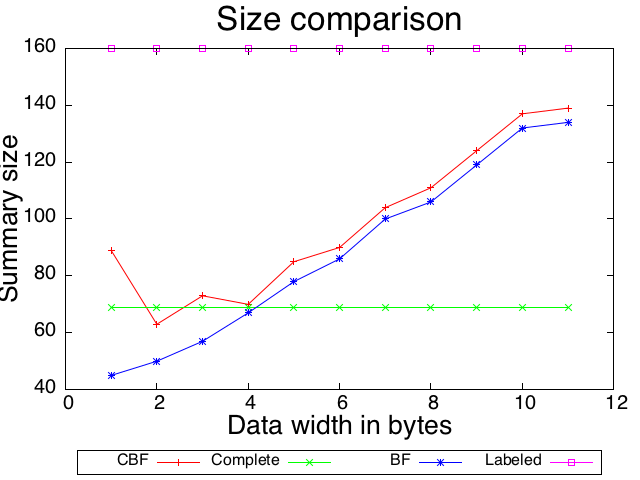 Size comparison
160
140
120
100
80
60
40
Summary size
0 2 4 6 8 10 12
Data width in bytes
CBF Complete BF Labeled